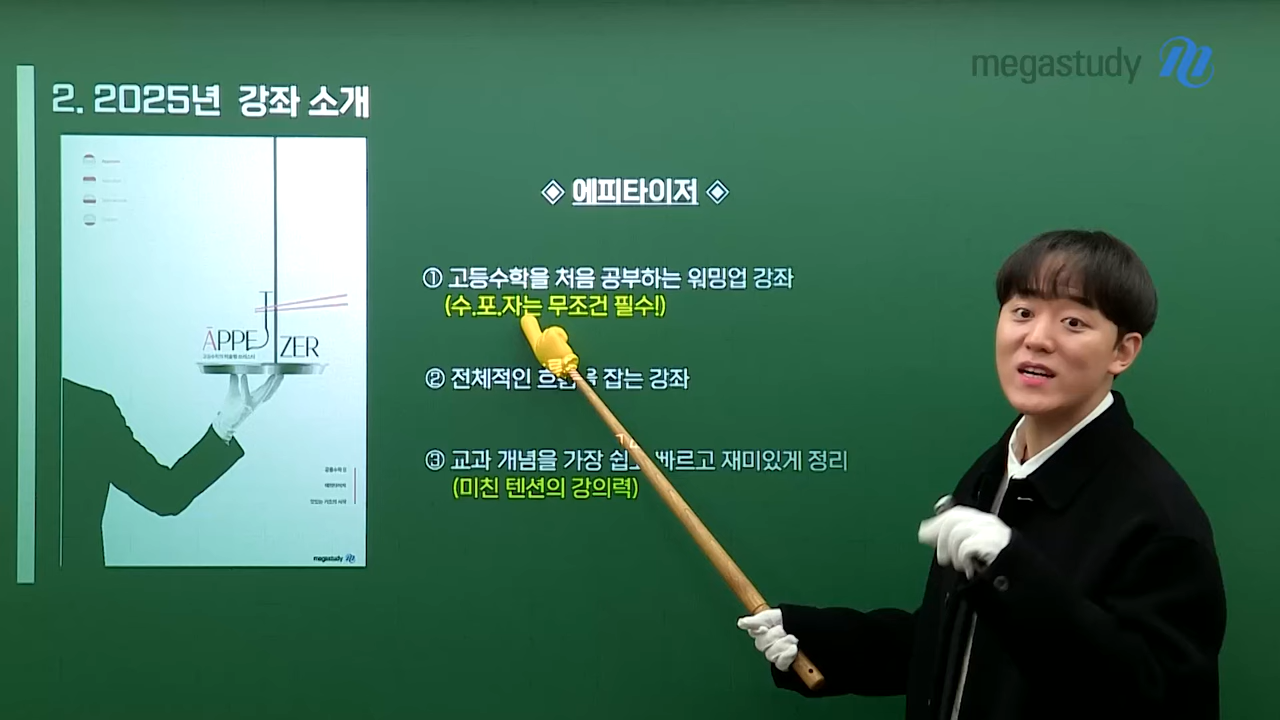 megastudy
2. 2025년 강좌 소개
◈ 에피타이저 ◈
① 고등수학을 처음 공부하는 워밍업 강좌
(수.포.자는 무조건 필수!)
② 전체적인 흐름을 잡는 강좌
③ 교과 개념을 가장 쉽고 빠르고 재미있게 정리
(미친 텐션의 강의력)
APPETIZER
megastudy